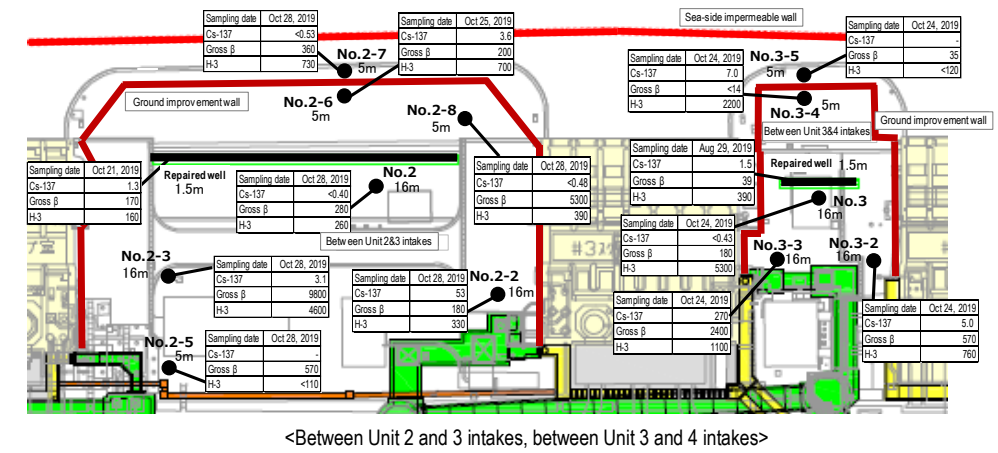 Sea-side impermeable wall
Sampling date Oct 28, 2019
Cs-137 <0.53
Gross β 360
H-3 730
No.2-7
5m
Sampling date Oct 25, 2019
Cs-137 3.6
Gross β 200
H-3 700
No.2-6
5m
Sampling date Oct 24, 2019
Cs-137 -
Gross β 35
H-3 <120
No.3-5
5m
Sampling date Oct 24, 2019
Cs-137 7.0
Gross β <14
H-3 2200
5m
No.3-4
Ground improvement wall
No.2-8
5m
Ground improvement wall
Between Unit 3&4 intakes
Sampling date Oct 21, 2019
Cs-137 1.3
Gross β 170
H-3 160
Repaired well
1.5m
Sampling date Oct 28, 2019
Cs-137 <0.40
Gross β 280
H-3 260
No.2
16m
Sampling date Oct 28, 2019
Cs-137 <0.48
Gross β 5300
H-3 390
Sampling date Aug 29, 2019
Cs-137 1.5
Gross β 39
H-3 390
Repaired well 1.5m
No.3
16m
Between Unit 2&3 intakes
Sampling date Oct 24, 2019
Cs-137 <0.43
Gross β 180
H-3 5300
No.2-3
16m
Sampling date Oct 28, 2019
Cs-137 3.1
Gross β 9800
H-3 4600
Sampling date Oct 28, 2019
Cs-137 53
Gross β 180
H-3 330
No.2-2
16m
No.3-3
16m
No.3-2
16m
Sampling date Oct 24, 2019
Cs-137 270
Gross β 2400
H-3 1100
Sampling date Oct 24, 2019
Cs-137 5.0
Gross β 570
H-3 760
No.2-5
5m
Sampling date Oct 28, 2019
Cs-137 -
Gross β 570
H-3 <110
<Between Unit 2 and 3 intakes, between Unit 3 and 4 intakes>